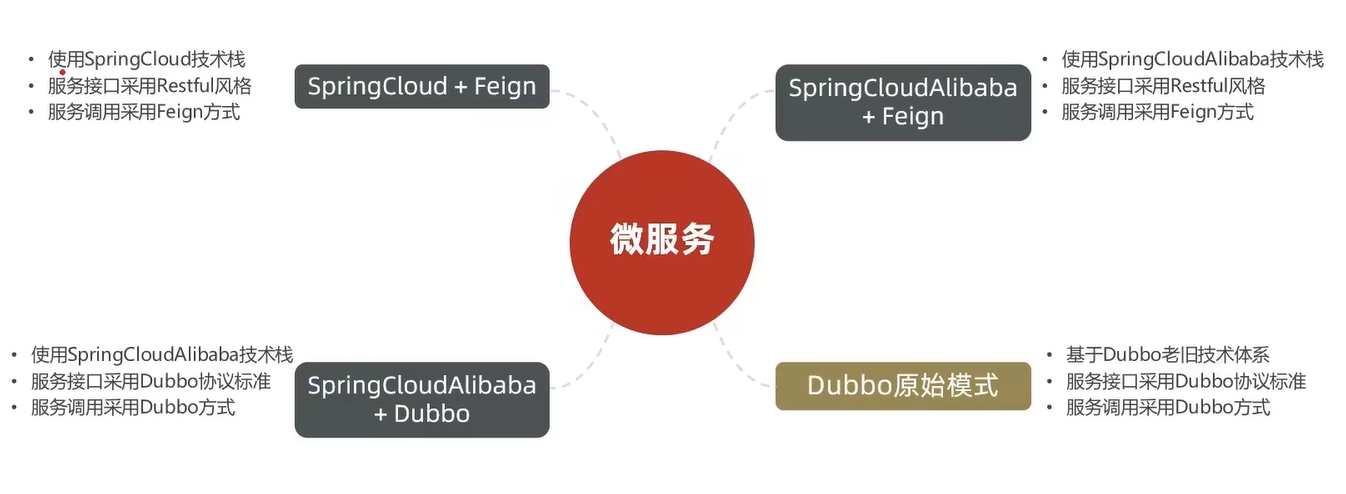 • 使用SpringCloud技术栈
• 服务接口采用Restful风格
• 服务调用采用Feign方式
SpringCloud + Feign
SpringCloudAlibaba
+ Feign
• 使用SpringCloudAlibaba技术栈
• 服务接口采用Restful风格
• 服务调用采用Feign方式
微服务
• 使用SpringCloudAlibaba技术栈
• 服务接口采用Dubbo协议标准
• 服务调用采用Dubbo方式
SpringCloudAlibaba
+ Dubbo
Dubbo原始模式
• 基于Dubbo老旧技术体系
• 服务接口采用Dubbo协议标准
• 服务调用采用Dubbo方式